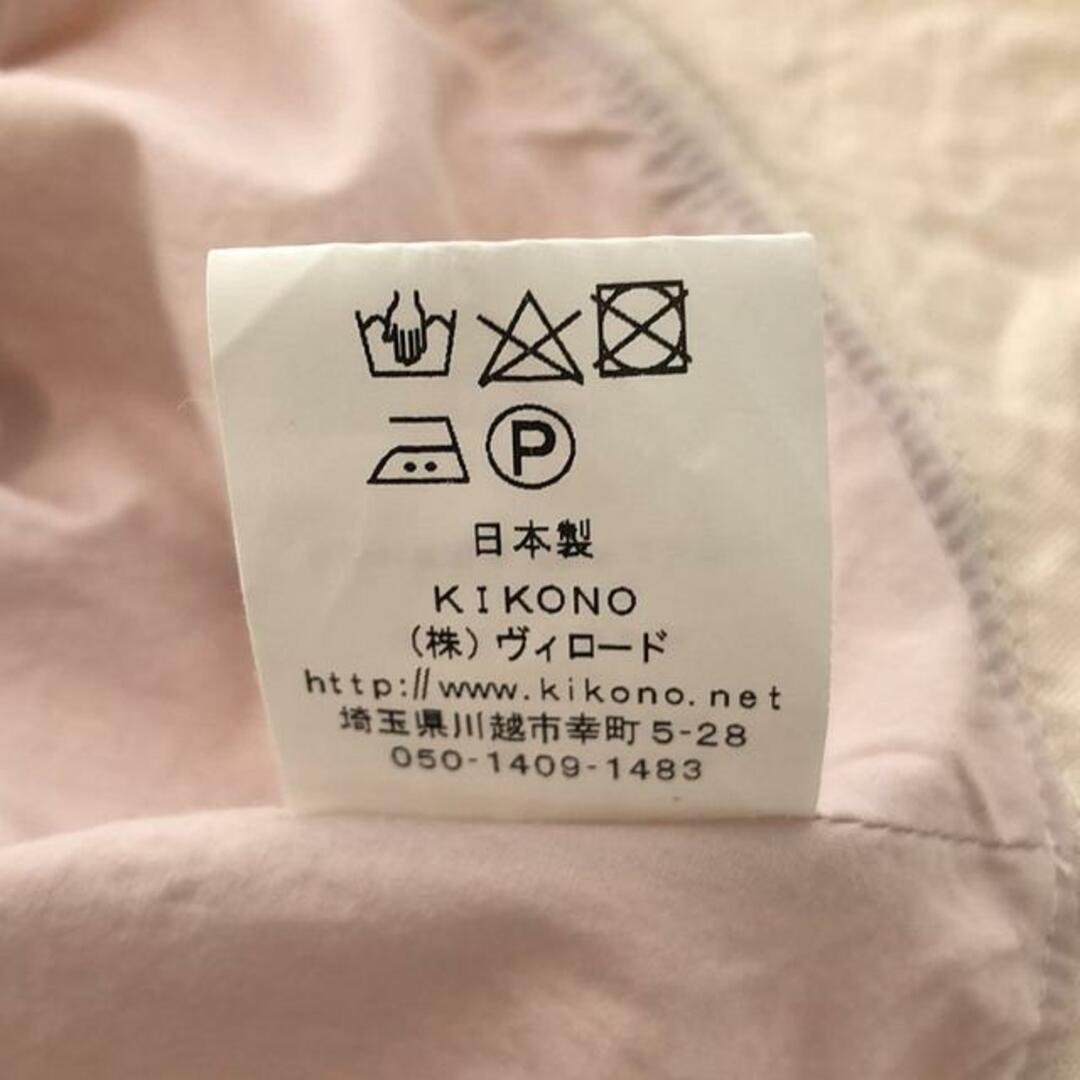 P
日本製
KIKONO
(株)ヴィロード
http://www.kikono.net
埼玉県川越市幸町5-28
050-1409-1483